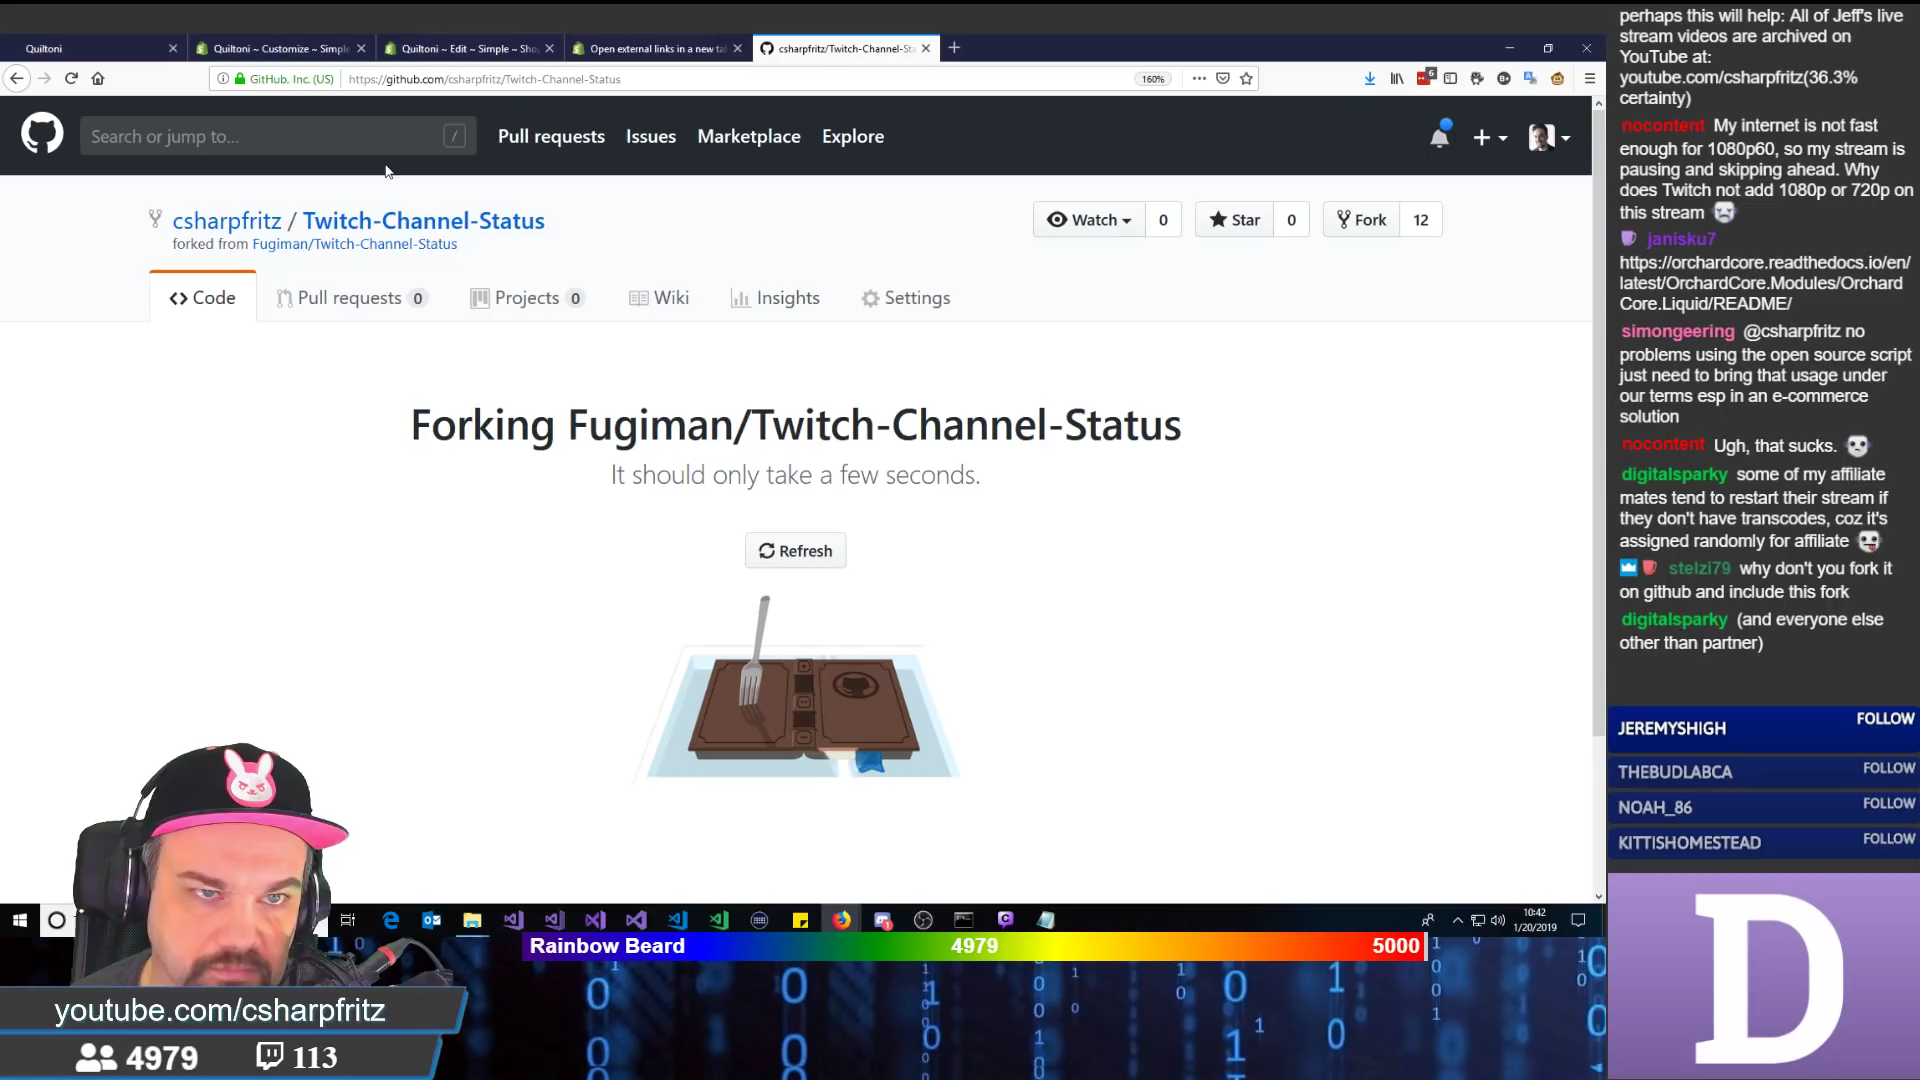 Quiltoni
Quiltoni ~ Customize ~ Simple
Quiltoni ~ Edit ~ Simple ~ Sho
Open external links in a new ta
csharpfritz/Twitch-Channel-Sta
GitHub, Inc. (US)
https://github.com/csharpfritz/Twitch-Channel-Status
160%
6
Search or jump to...
/
Pull requests
Issues
Marketplace
Explore
csharpfritz / Twitch-Channel-Status
forked from Fugiman/Twitch-Channel-Status
Watch
0
Star
0
Fork
12
Code
Pull requests 0
Projects 0
Wiki
Insights
Settings
Forking Fugiman/Twitch-Channel-Status
It should only take a few seconds.
Refresh
10:42
1/20/2019
Rainbow Beard
4979
5000
youtube.com/csharpfritz
4979
113
perhaps this will help: All of Jeff's live
stream videos are archived on
YouTube at:
youtube.com/csharpfritz(36.3%
certainty)
nocontent My internet is not fast
enough for 1080p60, so my stream is
pausing and skipping ahead. Why
does Twitch not add 1080p or 720p on
this stream
janisku7
https://orchardcore.readthedocs.io/en/
latest/OrchardCore.Modules/Orchard
Core.Liquid/README/
simongeering @csharpfritz no
problems using the open source script
just need to bring that usage under
our terms esp in an e-commerce
solution
nocontent Ugh, that sucks.
digitalsparky some of my affiliate
mates tend to restart their stream if
they don't have transcodes, coz it's
assigned randomly for affiliate
stelzi79 why don't you fork it
on github and include this fork
digitalsparky (and everyone else
other than partner)
JEREMYSHIGH FOLLOW
THEBUDLABCA FOLLOW
NOAH_86 FOLLOW
KITTISHOMESTEAD FOLLOW
D